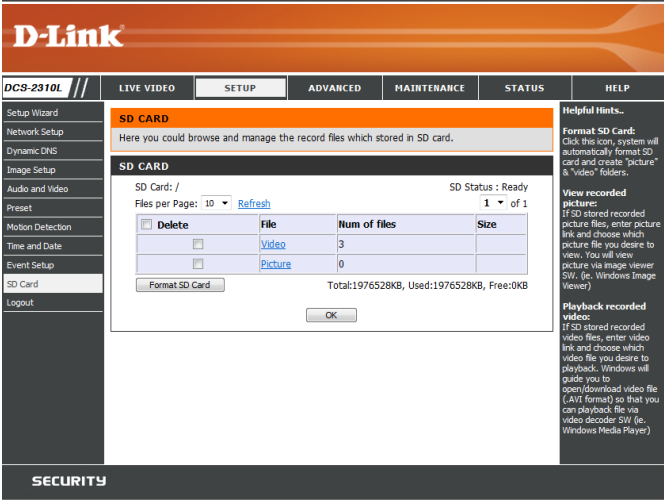 D-Link
DCS-2310L
LIVE VIDEO
SETUP
ADVANCED
MAINTENANCE
STATUS
HELP
Setup Wizard
Network Setup
Dynamic DNS
Image Setup
Audio and Video
Preset
Motion Detection
Time and Date
Event Setup
SD Card
Logout
SD CARD
Here you could browse and manage the record files which stored in SD card.
SD CARD
SD Card: /
SD Status : Ready
Files per Page: 10 Refresh
1 of 1
Delete File Num of files Size
Video 3
Picture 0
Format SD Card
Total:1976528KB, Used:1976528KB, Free:0KB
OK
Helpful Hints..
Format SD Card:
Click this icon, system will
automatically format SD
card and create "picture"
& "video" folders.
View recorded
picture:
If SD stored recorded
picture files, enter picture
link and choose which
picture file you desire to
view. You will view
picture via image viewer
SW. (ie. Windows Image
Viewer)
Playback recorded
video:
If SD stored recorded
video files, enter video
link and choose which
video file you desire to
playback. Windows will
guide you to
open/download video file
(.AVI format) so that you
can playback file via
video decoder SW (ie.
Windows Media Player)
SECURITY